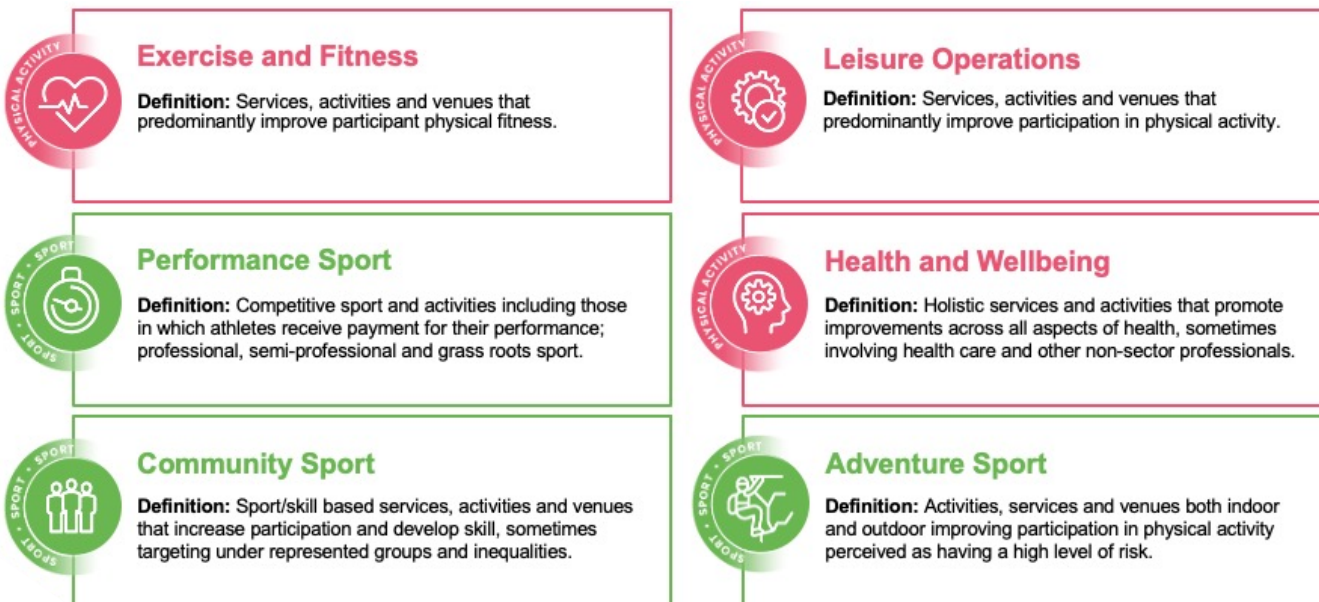 PHYSICAL ACTIVITY
Exercise and Fitness
Definition: Services, activities and venues that
predominantly improve participant physical fitness.
PHYSICAL ACTIVITY
Leisure Operations
Definition: Services, activities and venues that
predominantly improve participation in physical activity.
SPORT • SPORT • SPORT
Performance Sport
Definition: Competitive sport and activities including those
in which athletes receive payment for their performance;
professional, semi-professional and grass roots sport.
PHYSICAL ACTIVITY
Health and Wellbeing
Definition: Holistic services and activities that promote
improvements across all aspects of health, sometimes
involving health care and other non-sector professionals.
SPORT • SPORT • SPORT
Community Sport
Definition: Sport/skill based services, activities and venues
that increase participation and develop skill, sometimes
targeting under represented groups and inequalities.
SPORT • SPORT • SPORT
Adventure Sport
Definition: Activities, services and venues both indoor
and outdoor improving participation in physical activity
perceived as having a high level of risk.